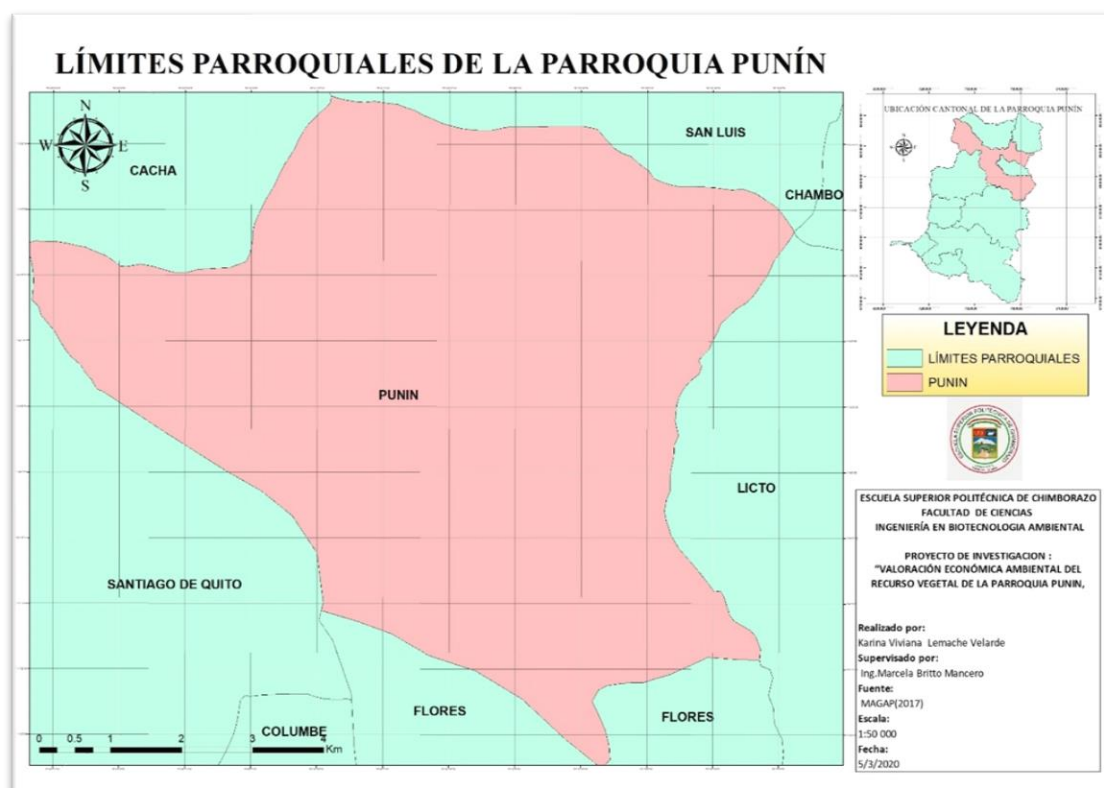 LÍMITES PARROQUIALES DE LA PARROQUIA PUNÍN
N
W E
S
CACHA
SAN LUIS
CHAMBO
PUNIN
LICTO
SANTIAGO DE QUITO
FLORES
FLORES
COLUMBE
0 0.5 1 2 3 4
Km
UBICACIÓN CANTONAL DE LA PARROQUIA PUNÍN
LEYENDA
LÍMITES PARROQUIALES
PUNIN
ESCUELA SUPERIOR POLITÉCNICA DE CHIMBORAZO
FACULTAD DE CIENCIAS
INGENIERÍA EN BIOTECNOLOGIA AMBIENTAL
PROYECTO DE INVESTIGACION :
"VALORACIÓN ECONÓMICA AMBIENTAL DEL
RECURSO VEGETAL DE LA PARROQUIA PUNIN,
Realizado por:
Karina Viviana Lemache Velarde
Supervisado por:
Ing.Marcela Britto Mancero
Fuente:
MAGAP(2017)
Escala:
1:50 000
Fecha:
5/3/2020